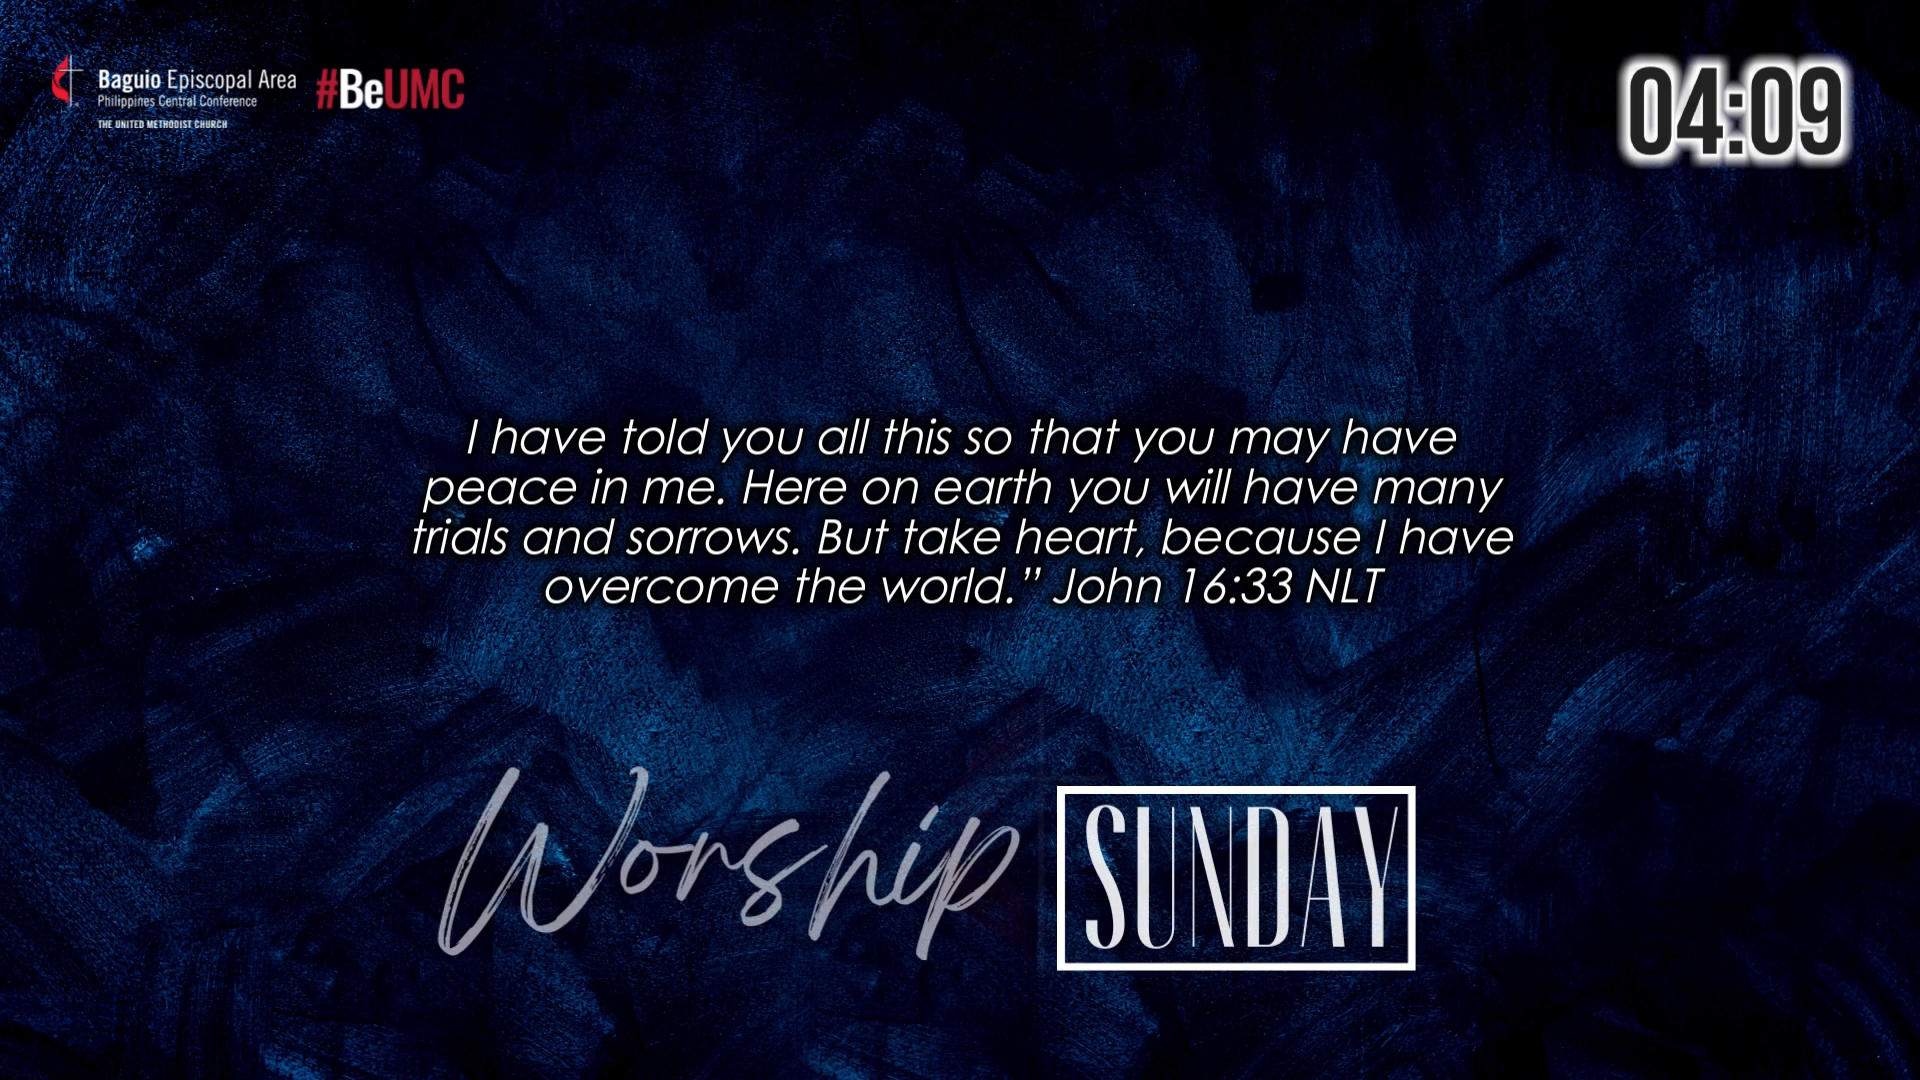 Baguio Episcopal Area
Philippines Central Conference
THE UNITED METHODIST CHURCH
#BeUMC
04:09
I have told you all this so that you may have
peace in me. Here on earth you will have many
trials and sorrows. But take heart, because I have
overcome the world.” John 16:33 NLT
Worship
SUNDAY